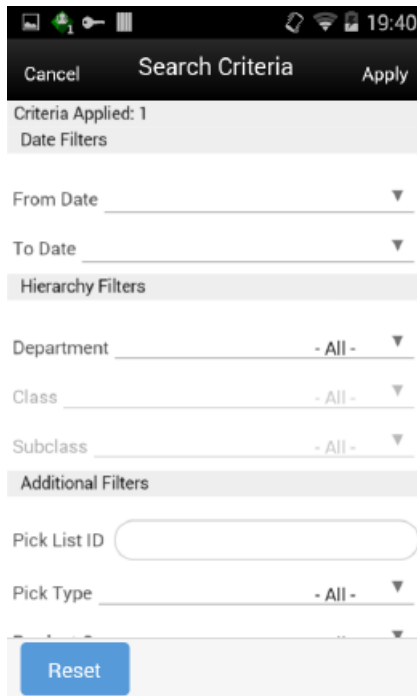 19:40
Cancel Search Criteria Apply
Criteria Applied: 1
Date Filters
From Date
To Date
Hierarchy Filters
Department - All -
Class - All -
Subclass - All -
Additional Filters
Pick List ID
Pick Type - All -
Reset